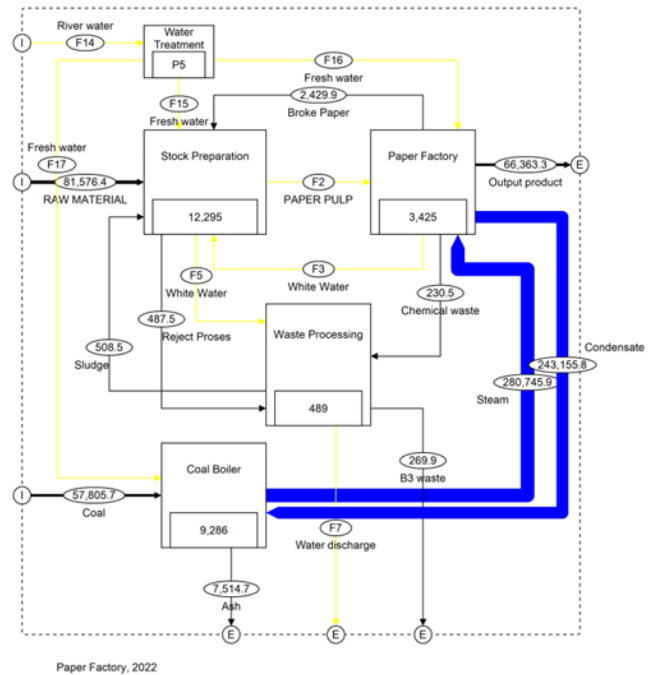 River water
I
F14
Water
Treatment
P5
F16
Fresh water
F15
Fresh water
2,429.9
Broke Paper
Fresh water
F17
Stock Preparation
12,295
Paper Factory
3,425
I
81,576.4
RAW MATERIAL
F2
PAPER PULP
66,363.3
E
Output product
F5
White Water
F3
White Water
487.5
Reject Proses
230.5
Chemical waste
508.5
Sludge
Waste Processing
489
Condensate
243,155.8
280,745.9
Steam
Coal Boiler
9,286
I
57,805.7
Coal
269.9
B3 waste
F7
Water discharge
7,514.7
Ash
E
E
E
Paper Factory, 2022